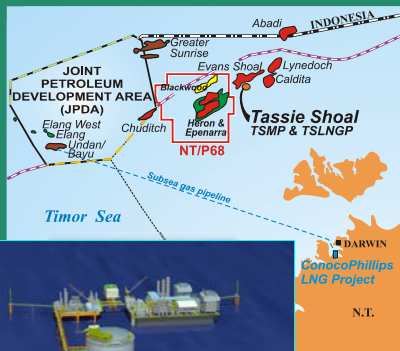 Abadi
INDONESIA
Greater
Sunrise
Evans Shoal
Lynedoch
Caldita
JOINT
PETROLEUM
DEVELOPMENT AREA
(JPDA)
Blackwood
Tassie Shoal
TSMP & TSLNGP
Heron &
Epenarra
Chuditch
NT/P68
Elang West
Elang
Undan/
Bayu
Subsea gas pipeline
Timor Sea
DARWIN
ConocoPhillips
LNG Project
N.T.